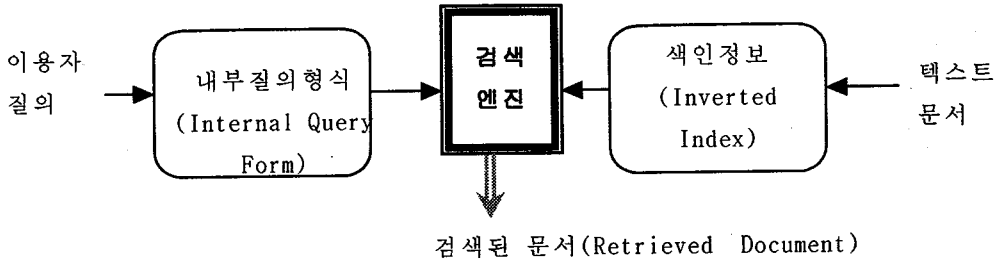 이용자
질의
내부질의형식
(Internal Query
Form)
검색
엔진
색인정보
(Inverted
Index)
텍스트
문서
검색된 문서(Retrieved Document)